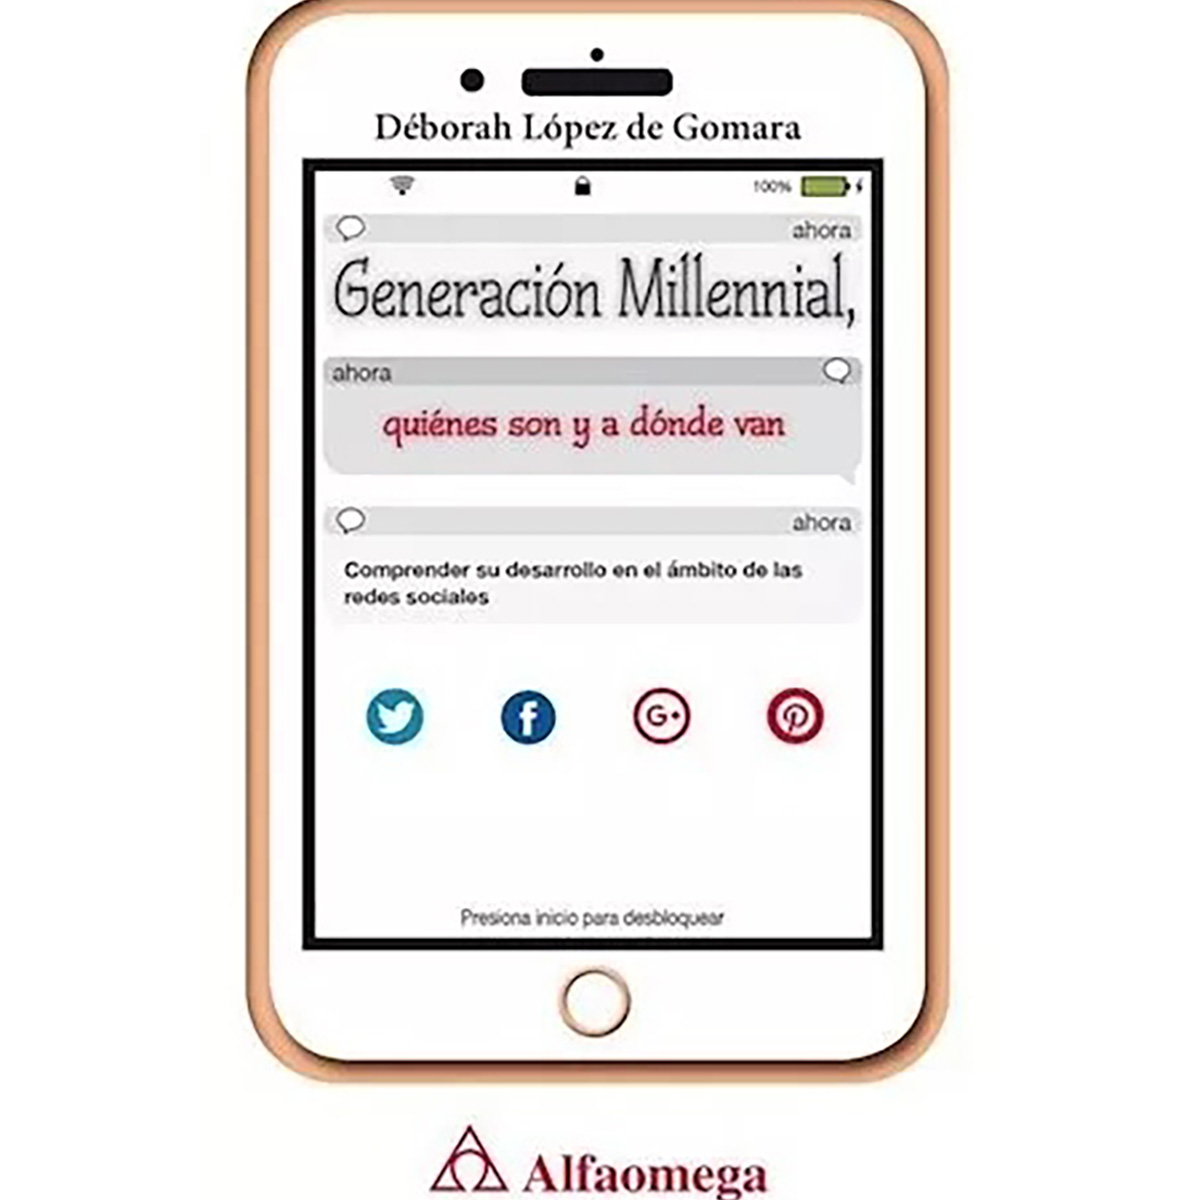 Déborah López de Gomara
100%
ahora
Generación Millennial,
ahora
quiénes son y a dónde van
ahora
Comprender su desarrollo en el ámbito de las
redes sociales
G+
Presiona inicio para desbloquear
Alfaomega